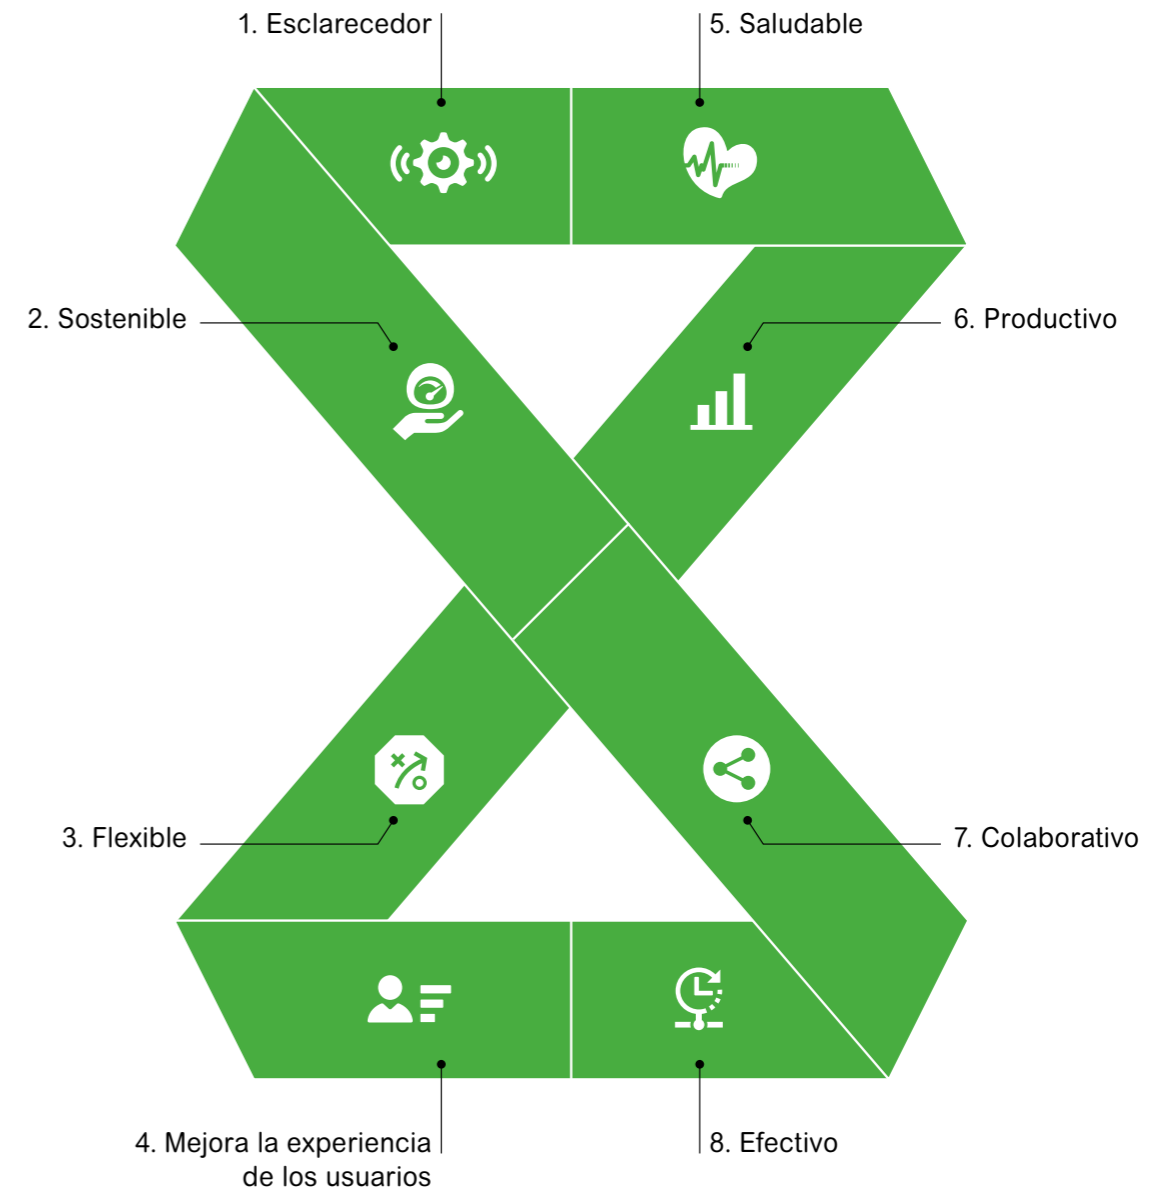 1. Esclarecedor
5. Saludable
2. Sostenible
6. Productivo
3. Flexible
7. Colaborativo
4. Mejora la experiencia
de los usuarios
8. Efectivo